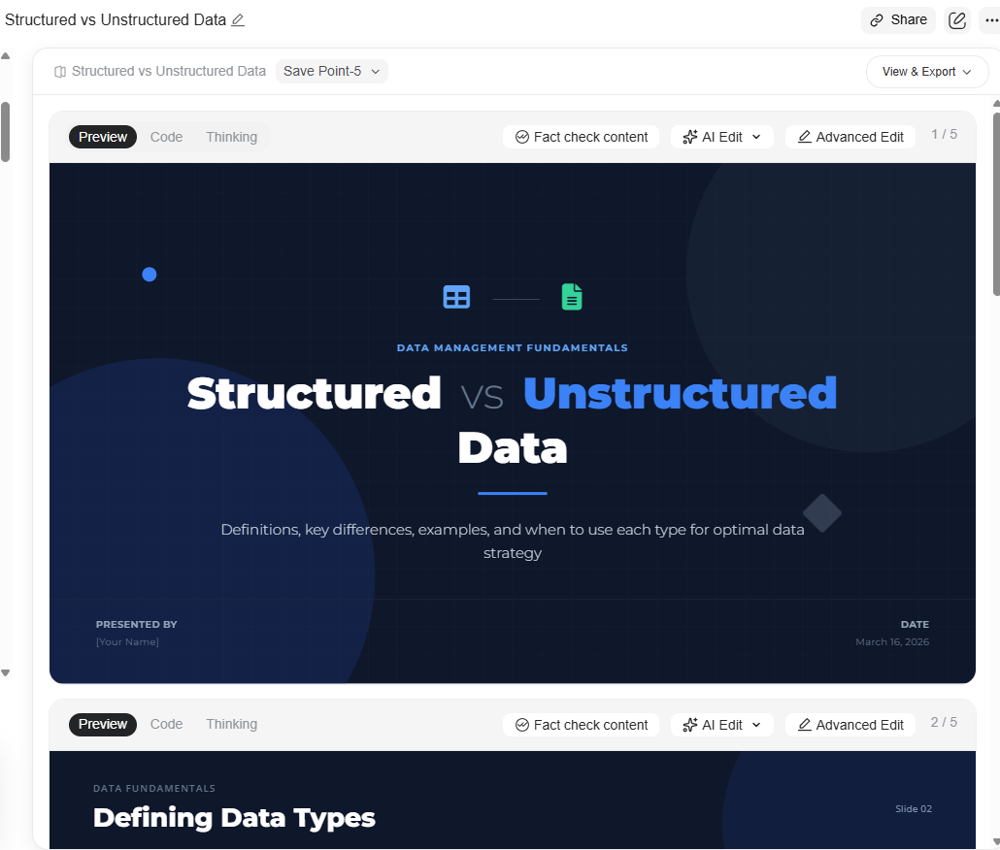 Structured vs Unstructured Data
Share
Structured vs Unstructured Data
Save Point-5
View & Export
Preview
Code
Thinking
Fact check content
AI Edit
Advanced Edit
1 / 5
DATA MANAGEMENT FUNDAMENTALS
Structured vs Unstructured
Data
Definitions, key differences, examples, and when to use each type for optimal data
strategy
PRESENTED BY
[Your Name]
DATE
March 16, 2026
Preview
Code
Thinking
Fact check content
AI Edit
Advanced Edit
2 / 5
DATA FUNDAMENTALS
Defining Data Types
Slide 02